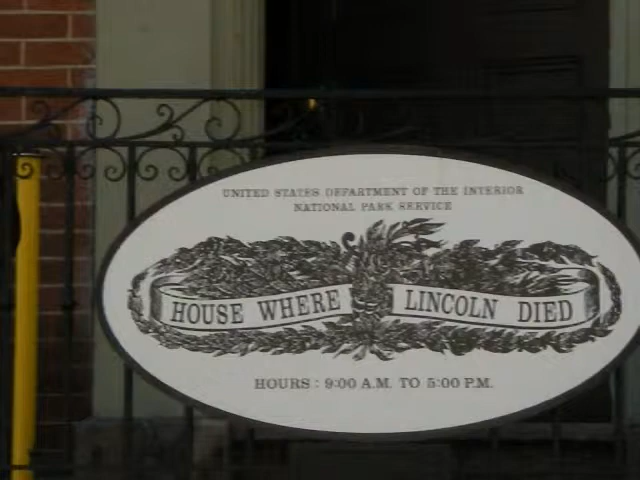 UNITED STATES DEPARTMENT OF THE INTERIOR
NATIONAL PARK SERVICE
HOUSE WHERE LINCOLN DIED
HOURS : 9:00 A.M. TO 5:00 P.M.